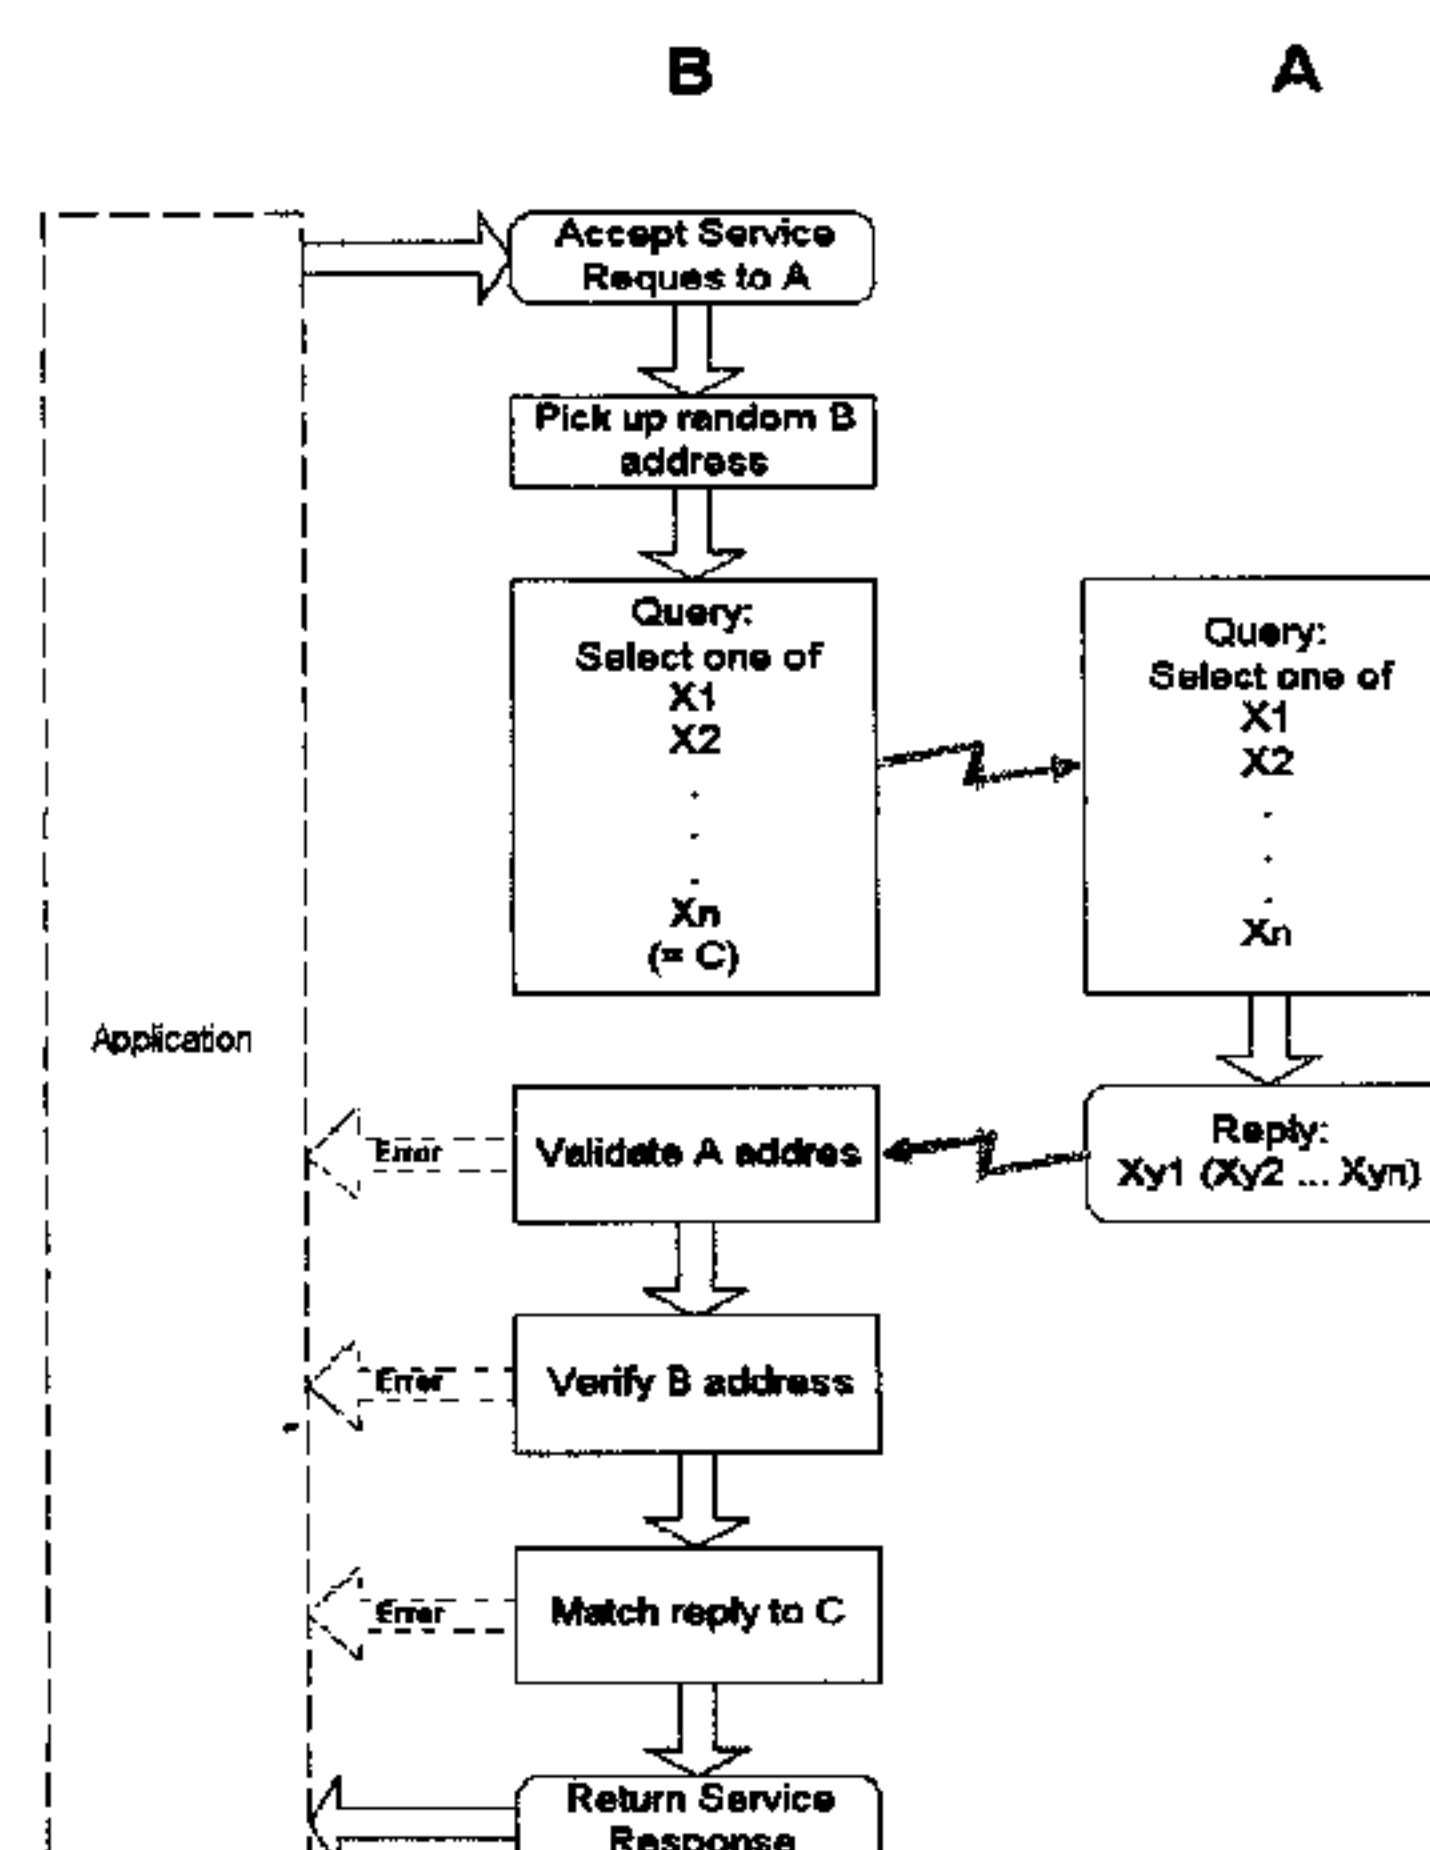 B
A
Accept Service
Reques to A
Pick up random B
address
Query:
Select one of
X1
X2
.
.
.
Xn
(= C)
Query:
Select one of
X1
X2
.
.
.
Xn
Application
Error
Validate A addres
Reply:
Xy1 (Xy2 ... Xyn)
Error
Verify B address
Error
Match reply to C
Return Service
Response